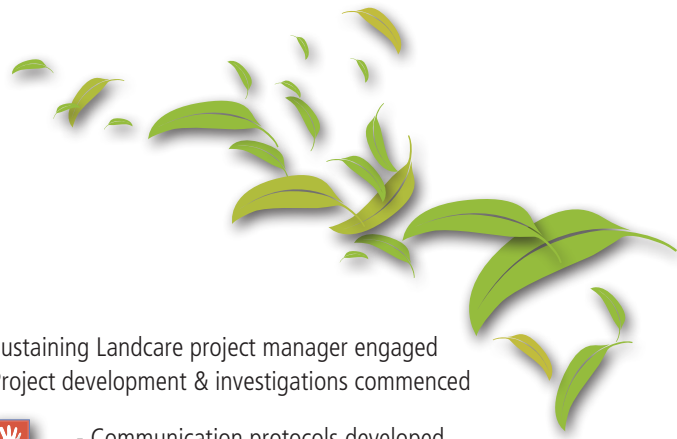 ustaining Landcare project manager engaged
roject development & investigations commenced
- Communication protocols developed